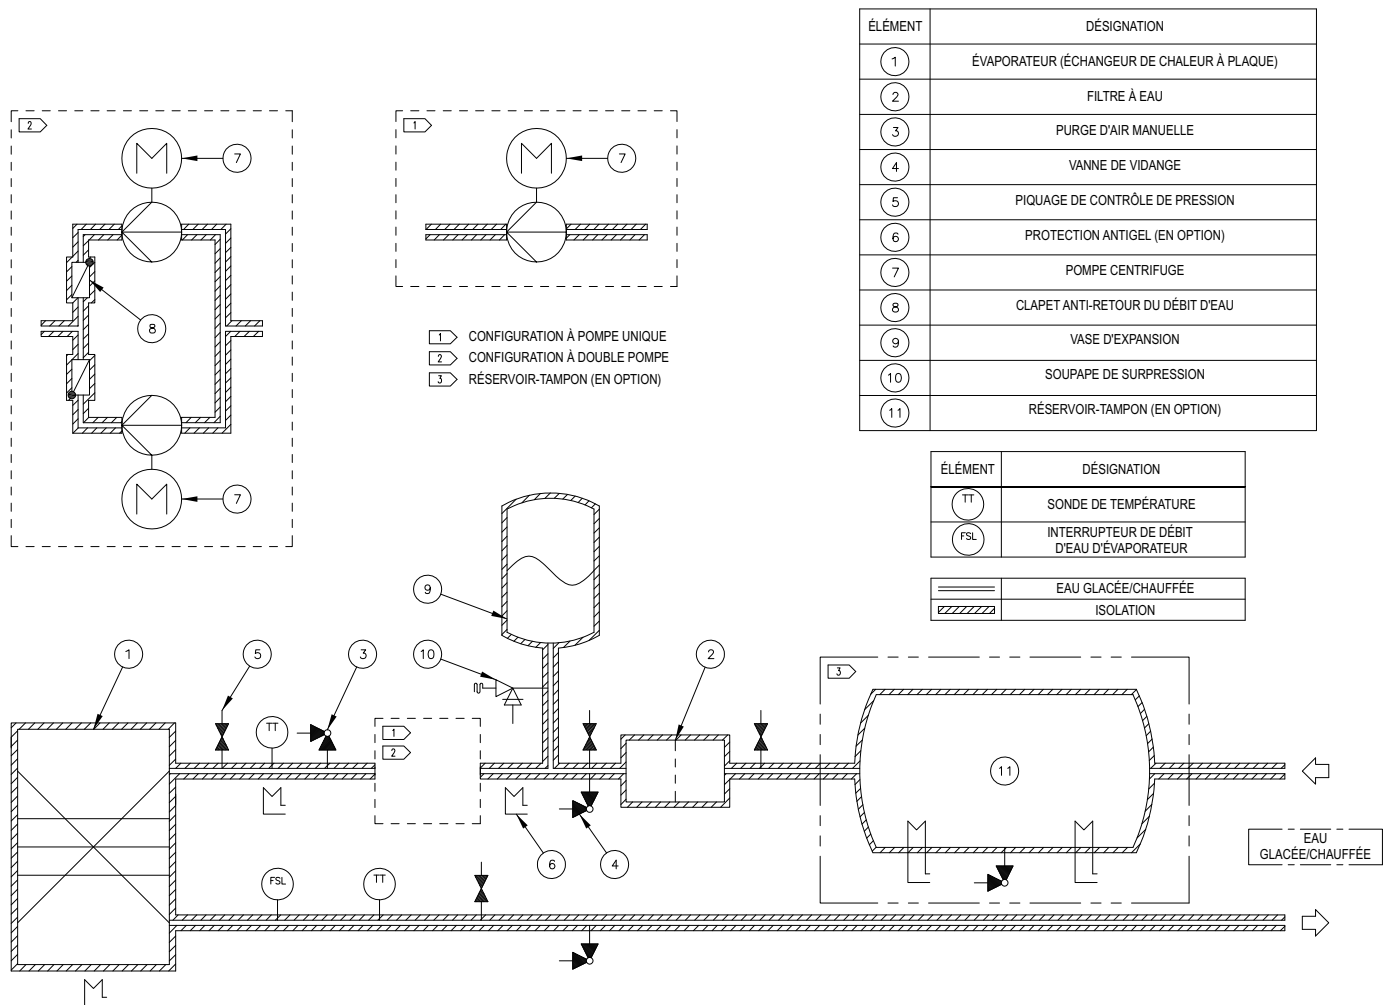 ÉLÉMENT DÉSIGNATION
1 ÉVAPORATEUR (ÉCHANGEUR DE CHALEUR À PLAQUE)
2 FILTRE À EAU
3 PURGE D'AIR MANUELLE
4 VANNE DE VIDANGE
5 PIQUAGE DE CONTRÔLE DE PRESSION
6 PROTECTION ANTIGEL (EN OPTION)
7 POMPE CENTRIFUGE
8 CLAPET ANTI-RETOUR DU DÉBIT D'EAU
9 VASE D'EXPANSION
10 SOUPAPE DE SURPRESSION
11 RÉSERVOIR-TAMPON (EN OPTION)
2
7
8
7
1
7
1 CONFIGURATION À POMPE UNIQUE
2 CONFIGURATION À DOUBLE POMPE
3 RÉSERVOIR-TAMPON (EN OPTION)
ÉLÉMENT DÉSIGNATION
TT SONDE DE TEMPÉRATURE
FSL INTERRUPTEUR DE DÉBIT
D'EAU D'ÉVAPORATEUR
EAU GLACÉE/CHAUFFÉE
ISOLATION
9
1
5
3
10
2
3
TT
1
2
11
6
4
FSL
TT
EAU
GLACÉE/CHAUFFÉE